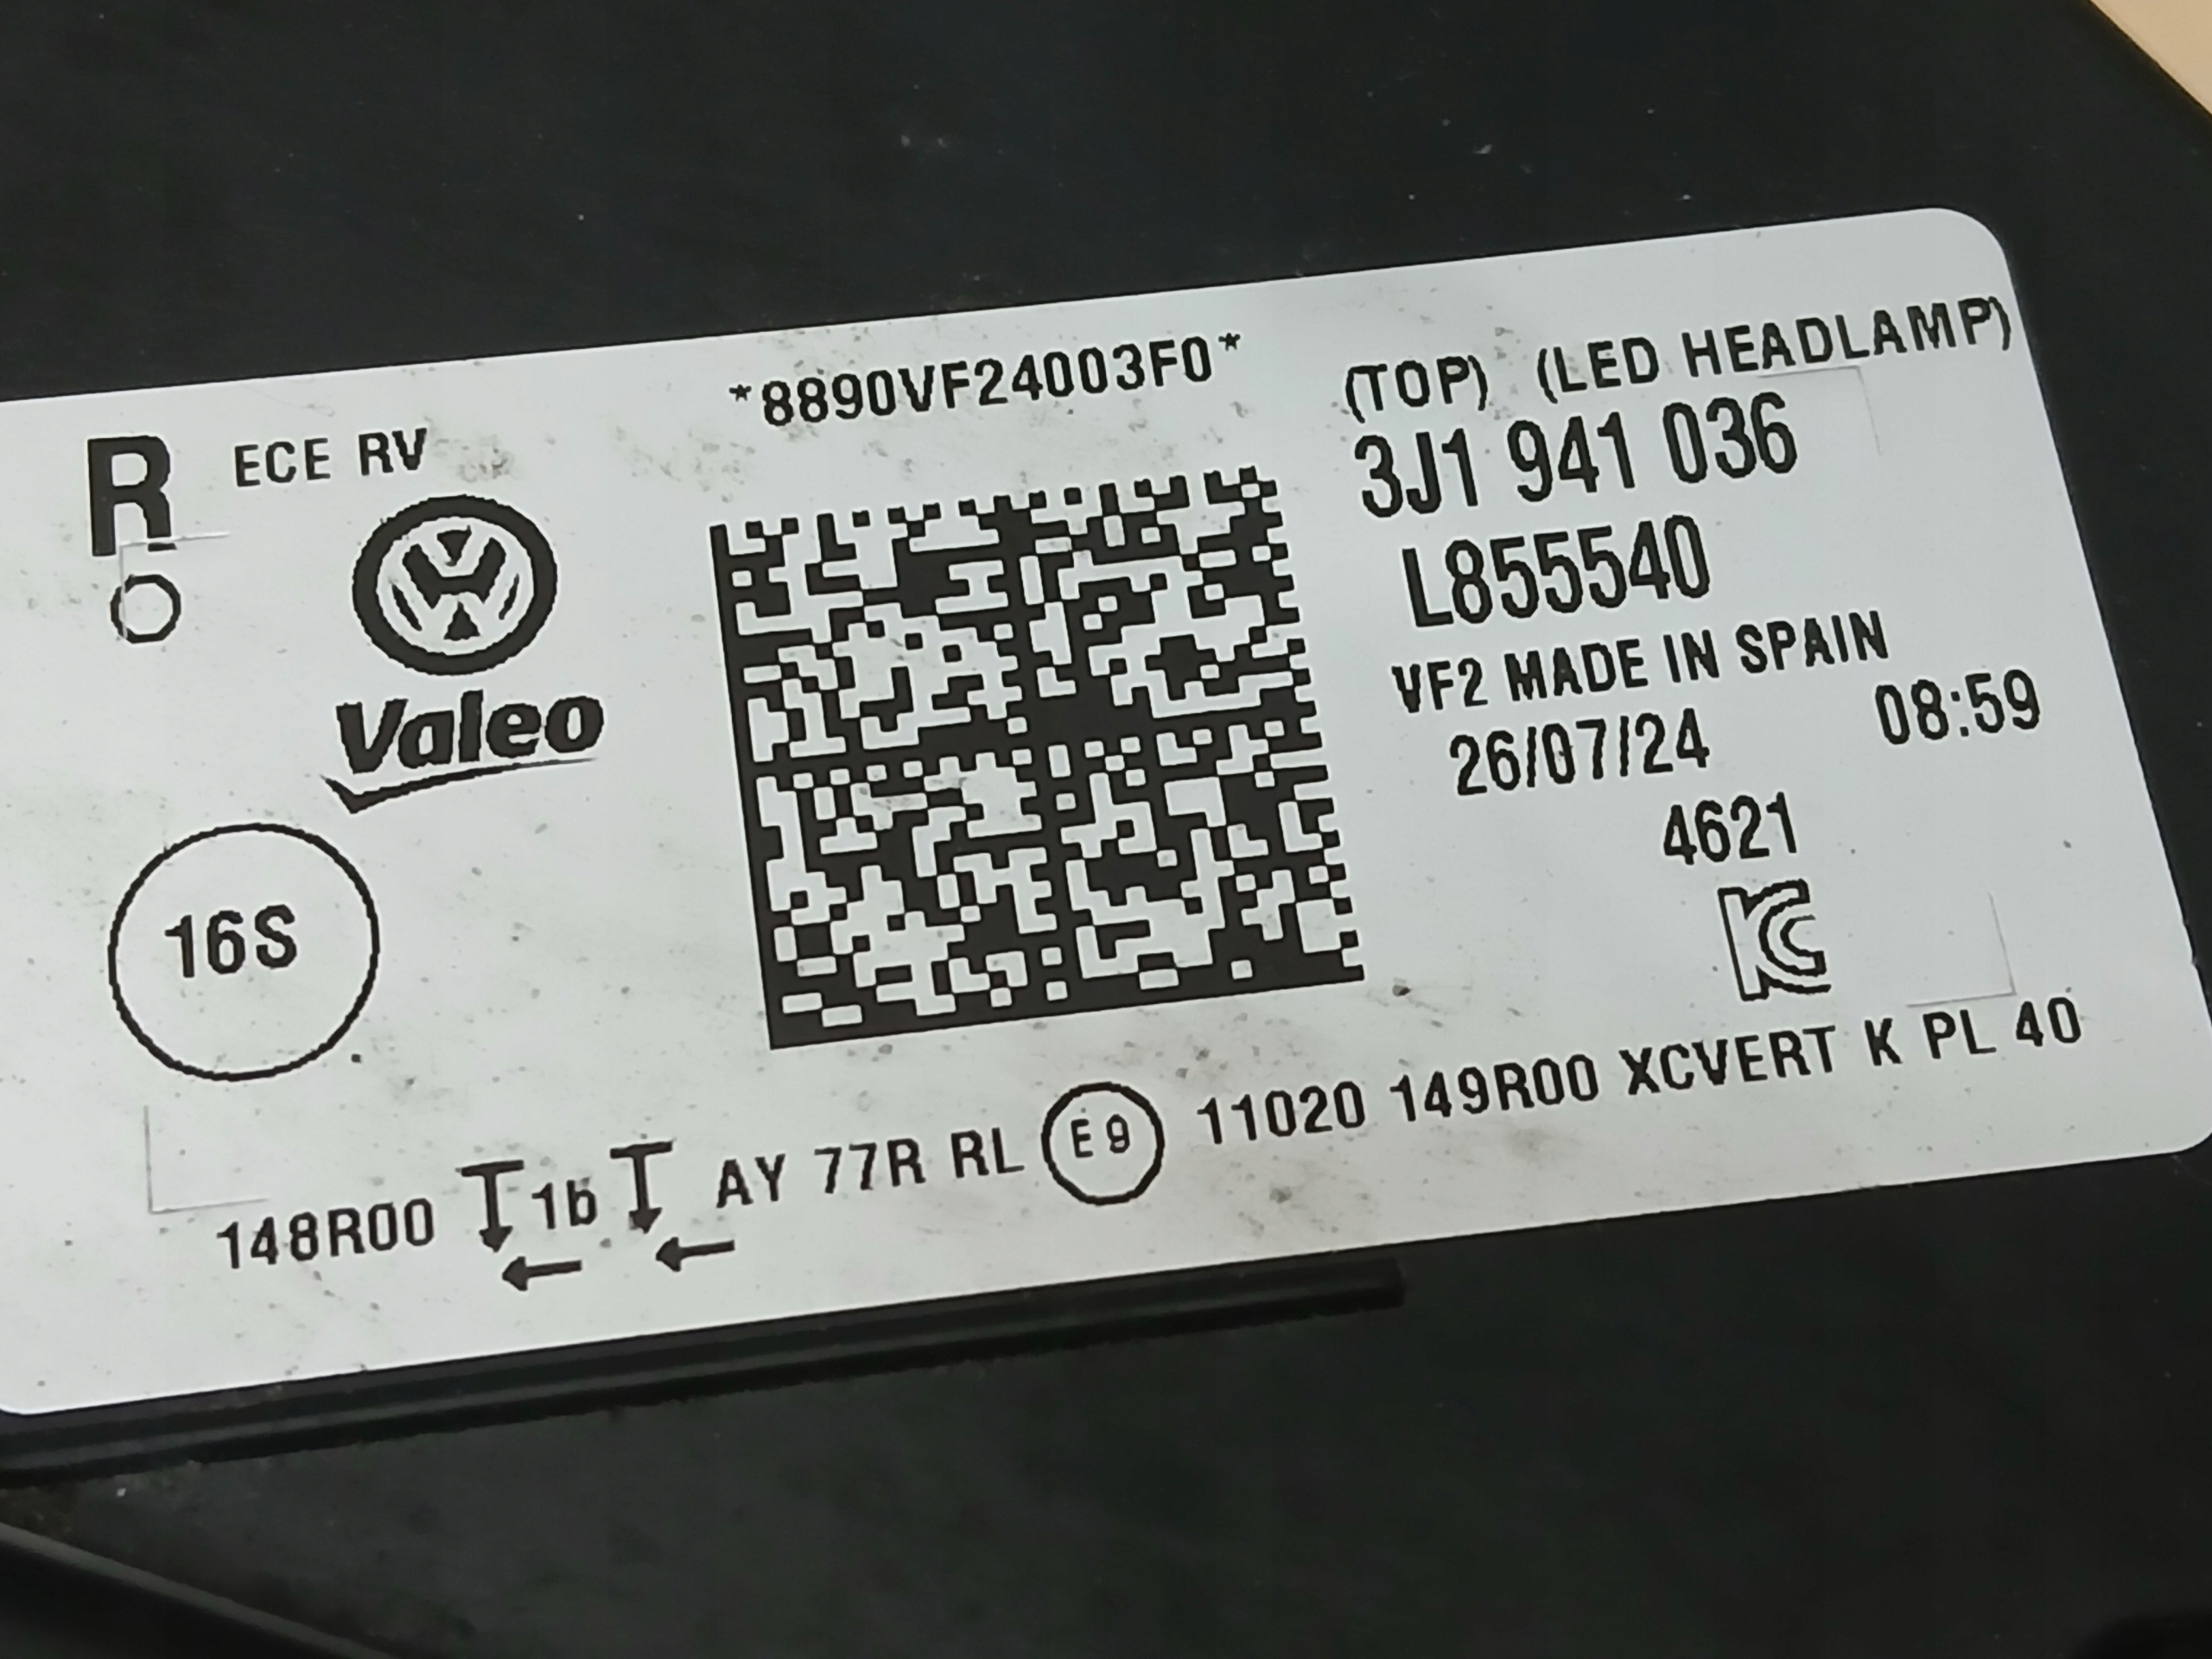 *8890VF24003F0*
(TOP) (LED HEADLAMP)
R ECE RV
3J1 941 036
L855540
Valeo
VF2 MADE IN SPAIN
26/07/24 08:59
4621
16S
148R00 1b AY 77R RL E9 11020 149R00 XCVERT K PL 40